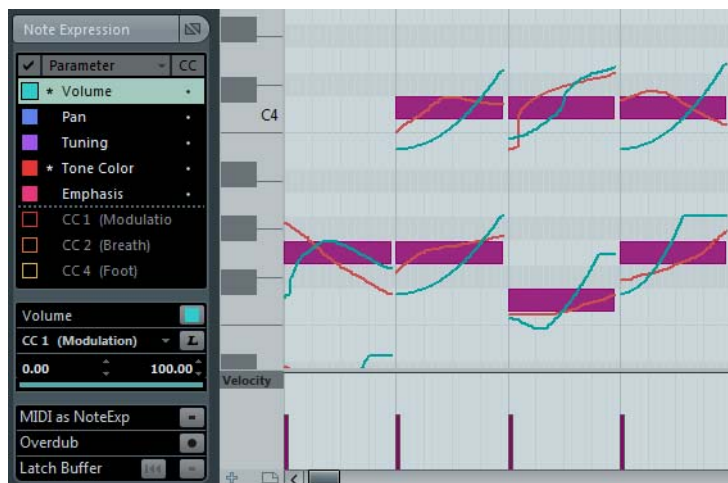 Note Expression
Parameter CC
* Volume
Pan
Tuning
* Tone Color
Emphasis
CC 1 (Modulatio
CC 2 (Breath)
CC 4 (Foot)
Volume
CC 1 (Modulation) L
0.00 100.00
MIDI as NoteExp
Overdub
Latch Buffer
C4
Velocity